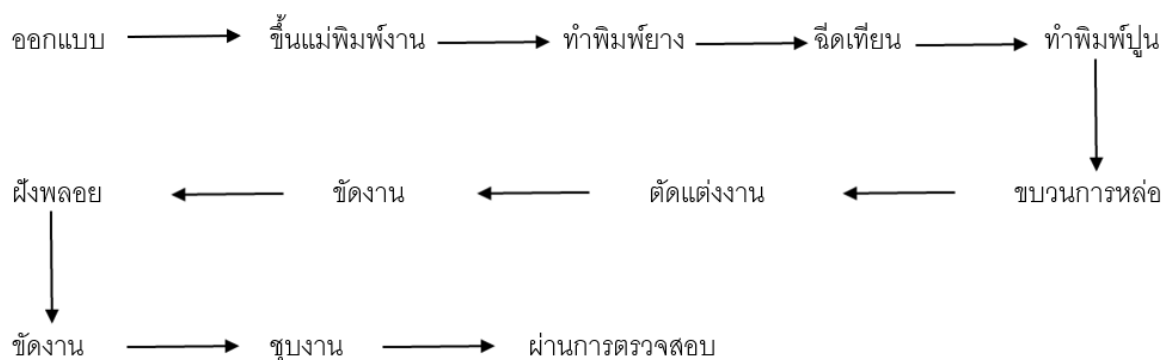 ออกแบบ ขึ้นแม่พิมพ์งาน ทำพิมพ์ยาง ฉีดเทียน ทำพิมพ์ปูน
ฝังพลอย ขัดงาน ตัดแต่งงาน ขบวนการหล่อ
ขัดงาน ชุบงาน ผ่านการตรวจสอบ